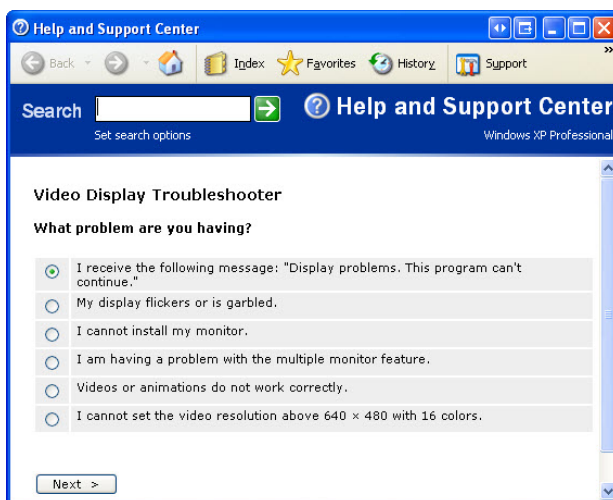 Help and Support Center
Back
Index
Favorites
History
Support
»
Search
Help and Support Center
Set search options
Windows XP Professional
Video Display Troubleshooter
What problem are you having?
I receive the following message: "Display problems. This program can't
continue."
My display flickers or is garbled.
I cannot install my monitor.
I am having a problem with the multiple monitor feature.
Videos or animations do not work correctly.
I cannot set the video resolution above 640 × 480 with 16 colors.
Next >